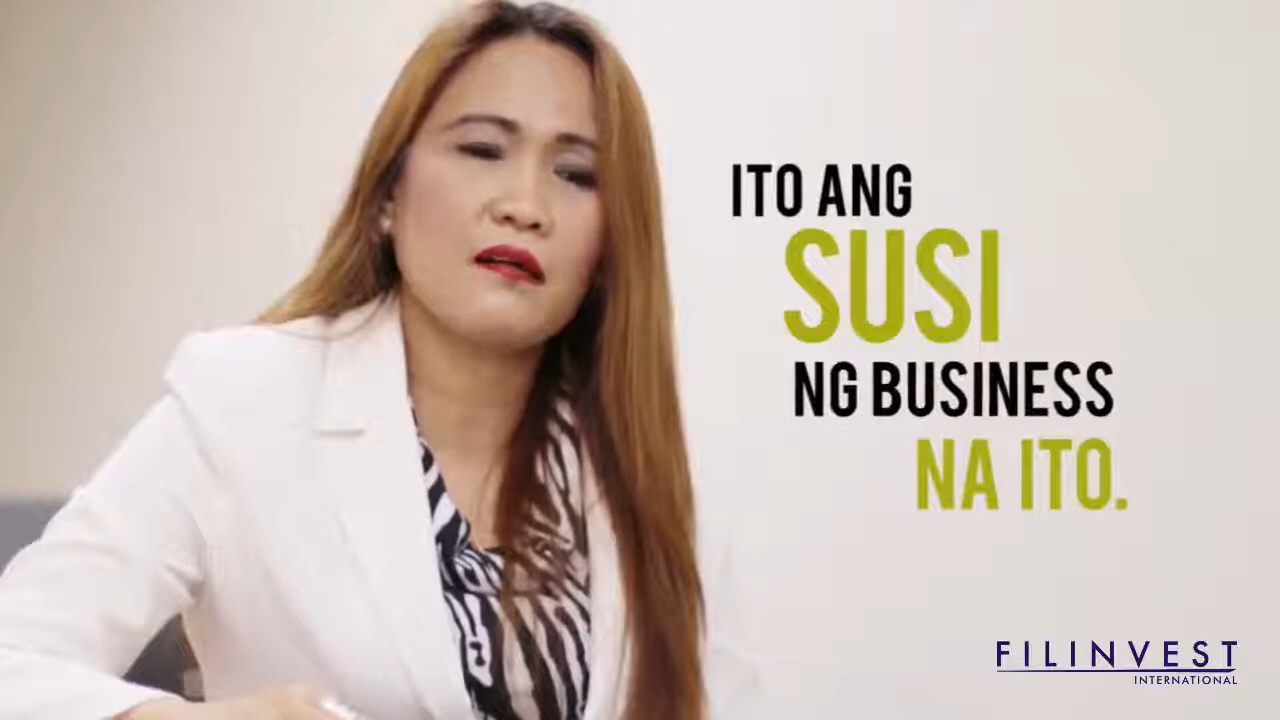 ITO ANG
SUSI
NG BUSINESS
NA ITO.
FILINVEST
INTERNATIONAL